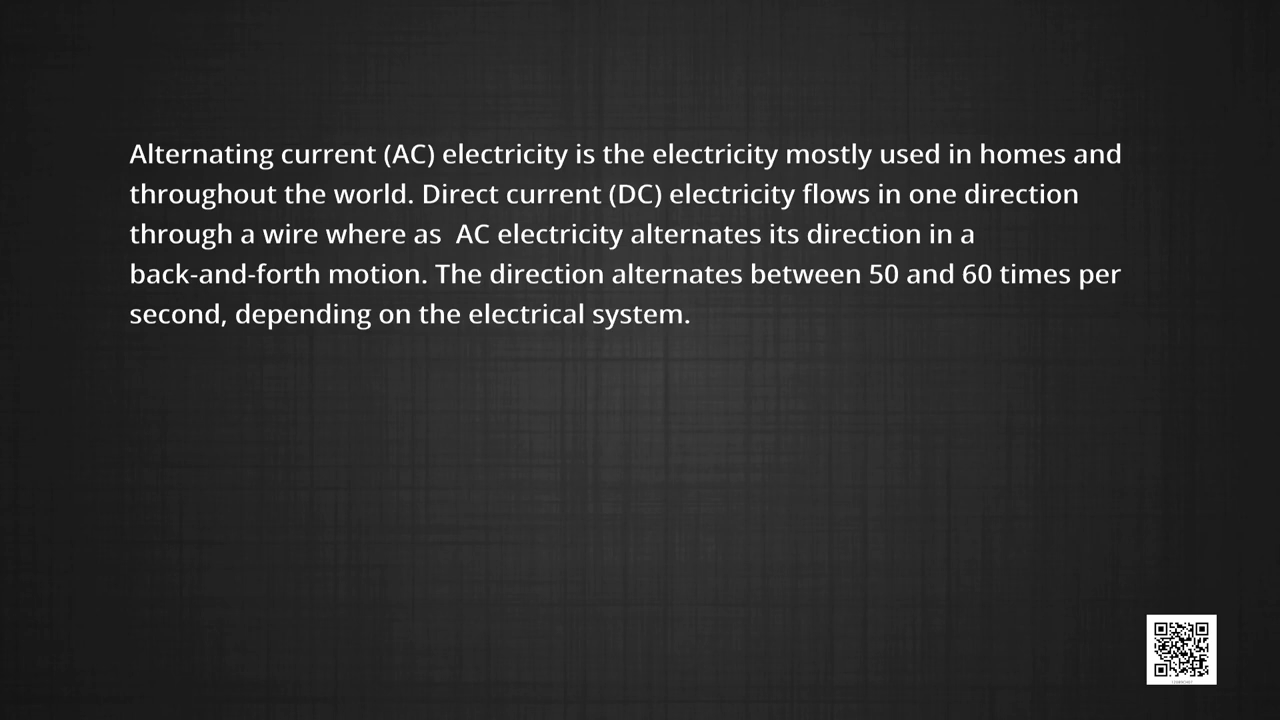 Alternating current (AC) electricity is the electricity mostly used in homes and
throughout the world. Direct current (DC) electricity flows in one direction
through a wire where as  AC electricity alternates its direction in a
back-and-forth motion. The direction alternates between 50 and 60 times per
second, depending on the electrical system.